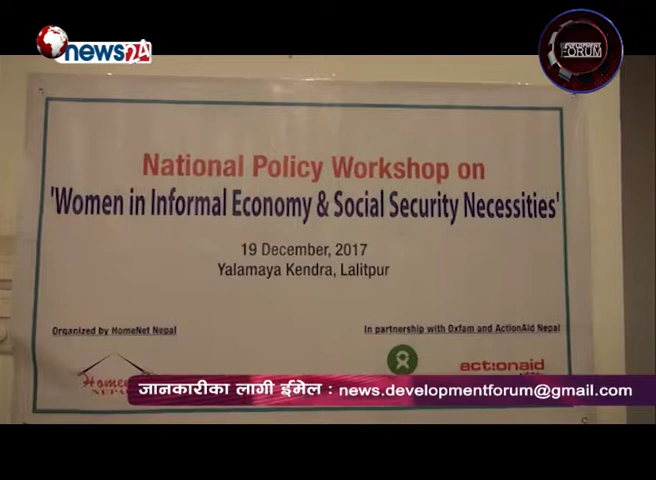 news24
DEVELOPMENT
FORUM
National Policy Workshop on
'Women in Informal Economy & Social Security Necessities'
19 December, 2017
Yalamaya Kendra, Lalitpur
Organized by HomeNet Nepal
In partnership with Oxfam and ActionAid Nepal
actionaid
जानकारीका लागी ईमेल : news.developmentforum@gmail.com